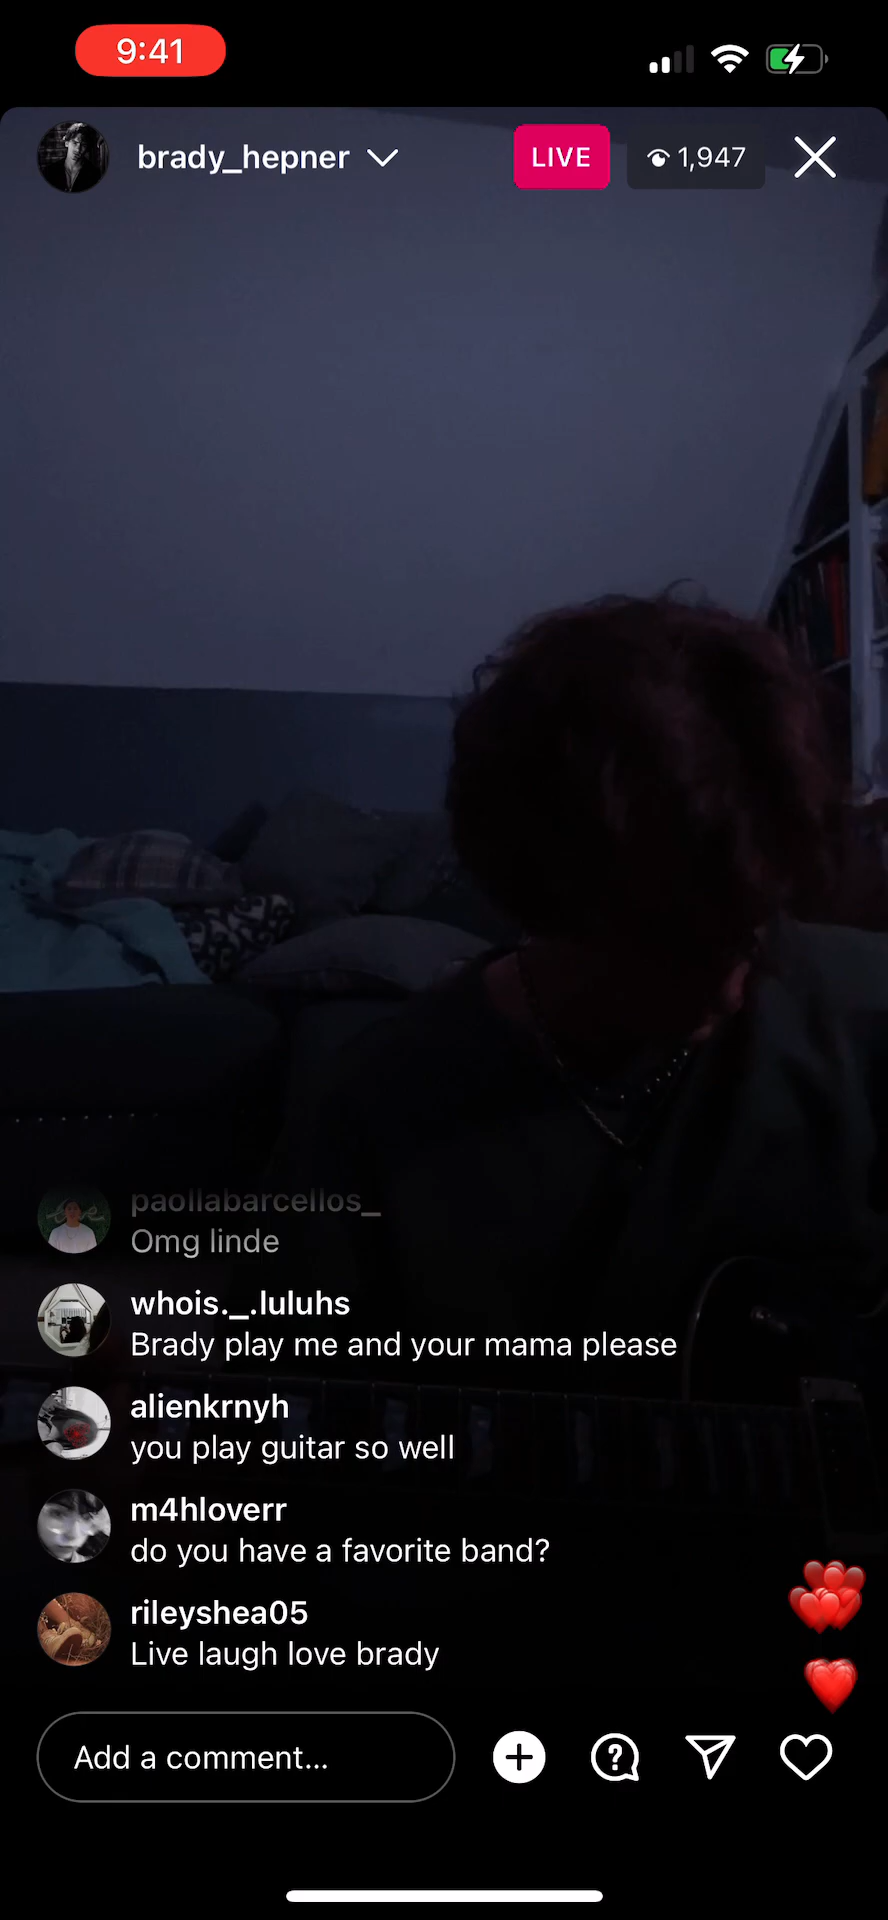 9:41
brady_hepner
LIVE
1,947
paollabarcellos_
Omg linde
whois._.luluhs
Brady play me and your mama please
alienkrnyh
you play guitar so well
m4hloverr
do you have a favorite band?
rileyshea05
Live laugh love brady
Add a comment...